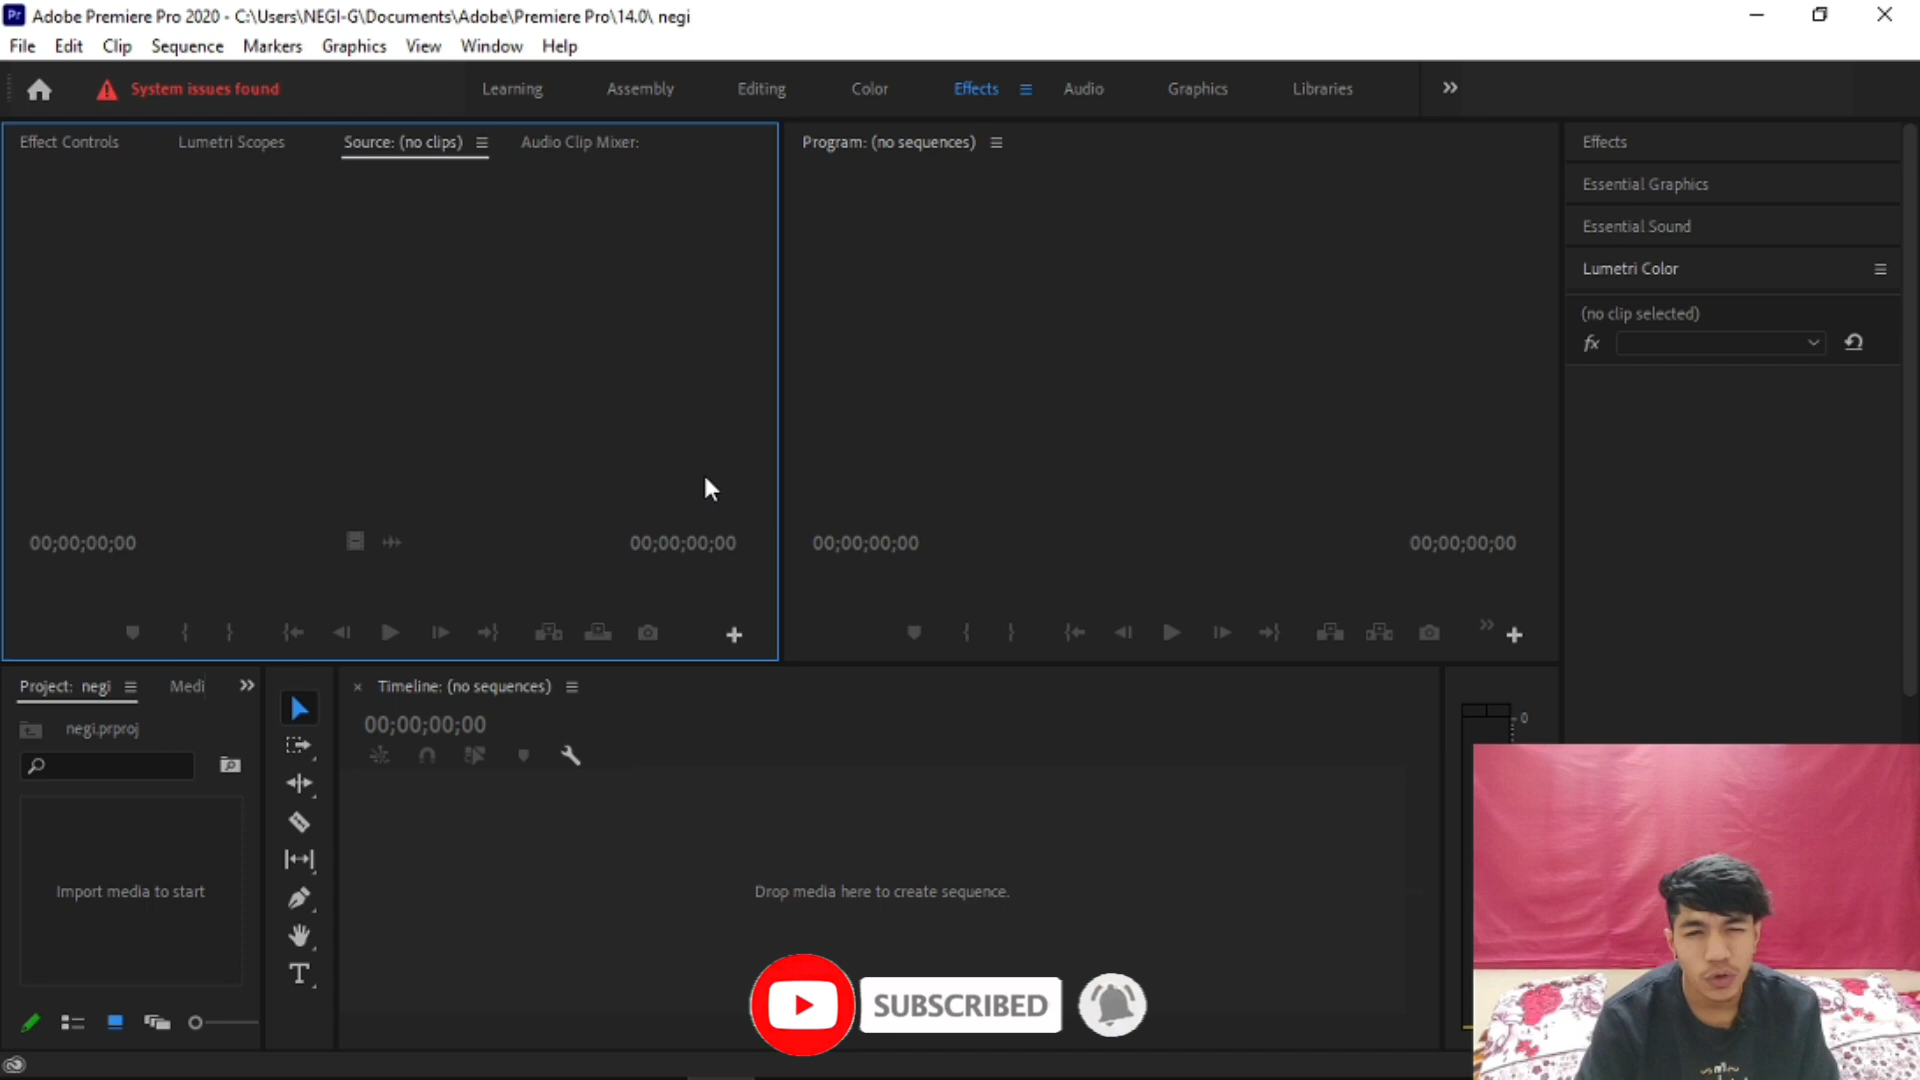 Pr Adobe Premiere Pro 2020 - C:\Users\NEGI-G\Documents\Adobe\Premiere Pro\14.0\ negi
File Edit Clip Sequence Markers Graphics View Window Help
System issues found Learning Assembly Editing Color Effects Audio Graphics Libraries
Effect Controls Lumetri Scopes Source: (no clips) Audio Clip Mixer: Program: (no sequences) Effects
Essential Graphics
Essential Sound
Lumetri Color
(no clip selected)
fx
00;00;00;00 00;00;00;00 00;00;00;00 00;00;00;00
Project: negi Medi Timeline: (no sequences)
negi.prproj 00;00;00;00 0
Import media to start Drop media here to create sequence.
T
SUBSCRIBED